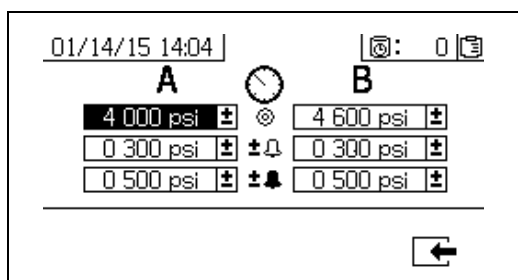 01/14/15 14:04 : 0
A B
4 000 psi ± 4 600 psi ±
0 300 psi ± ± 0 300 psi ±
0 500 psi ± ± 0 500 psi ±